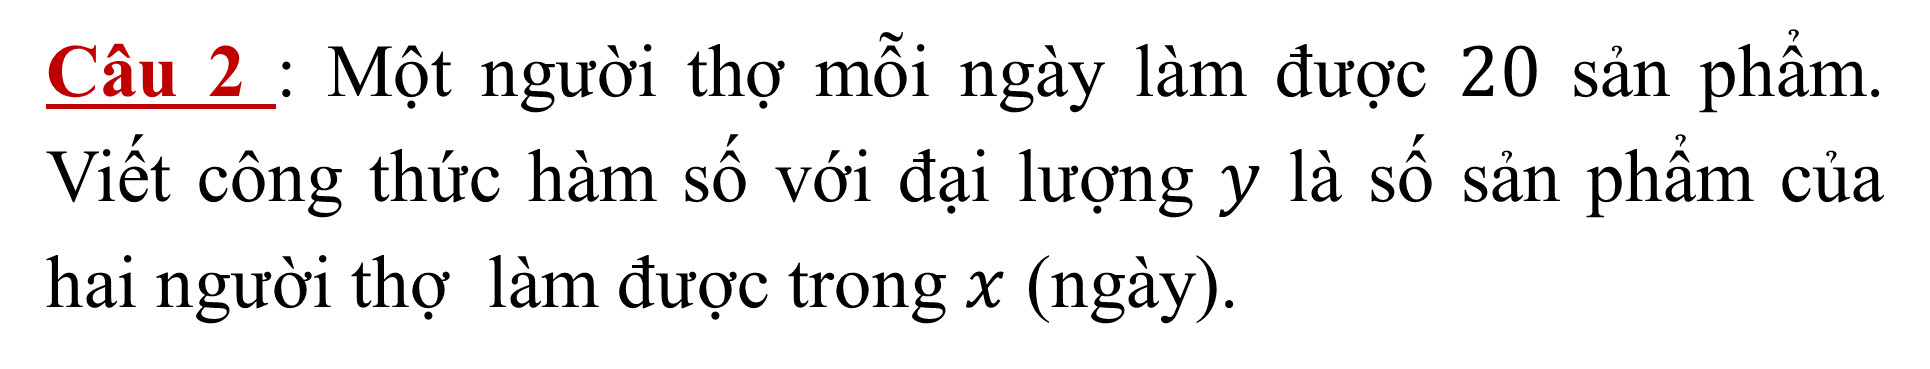 Câu 2 : Một người thợ mỗi ngày làm được 20 sản phẩm.
Viết công thức hàm số với đại lượng y là số sản phẩm của
hai người thợ làm được trong x (ngày).